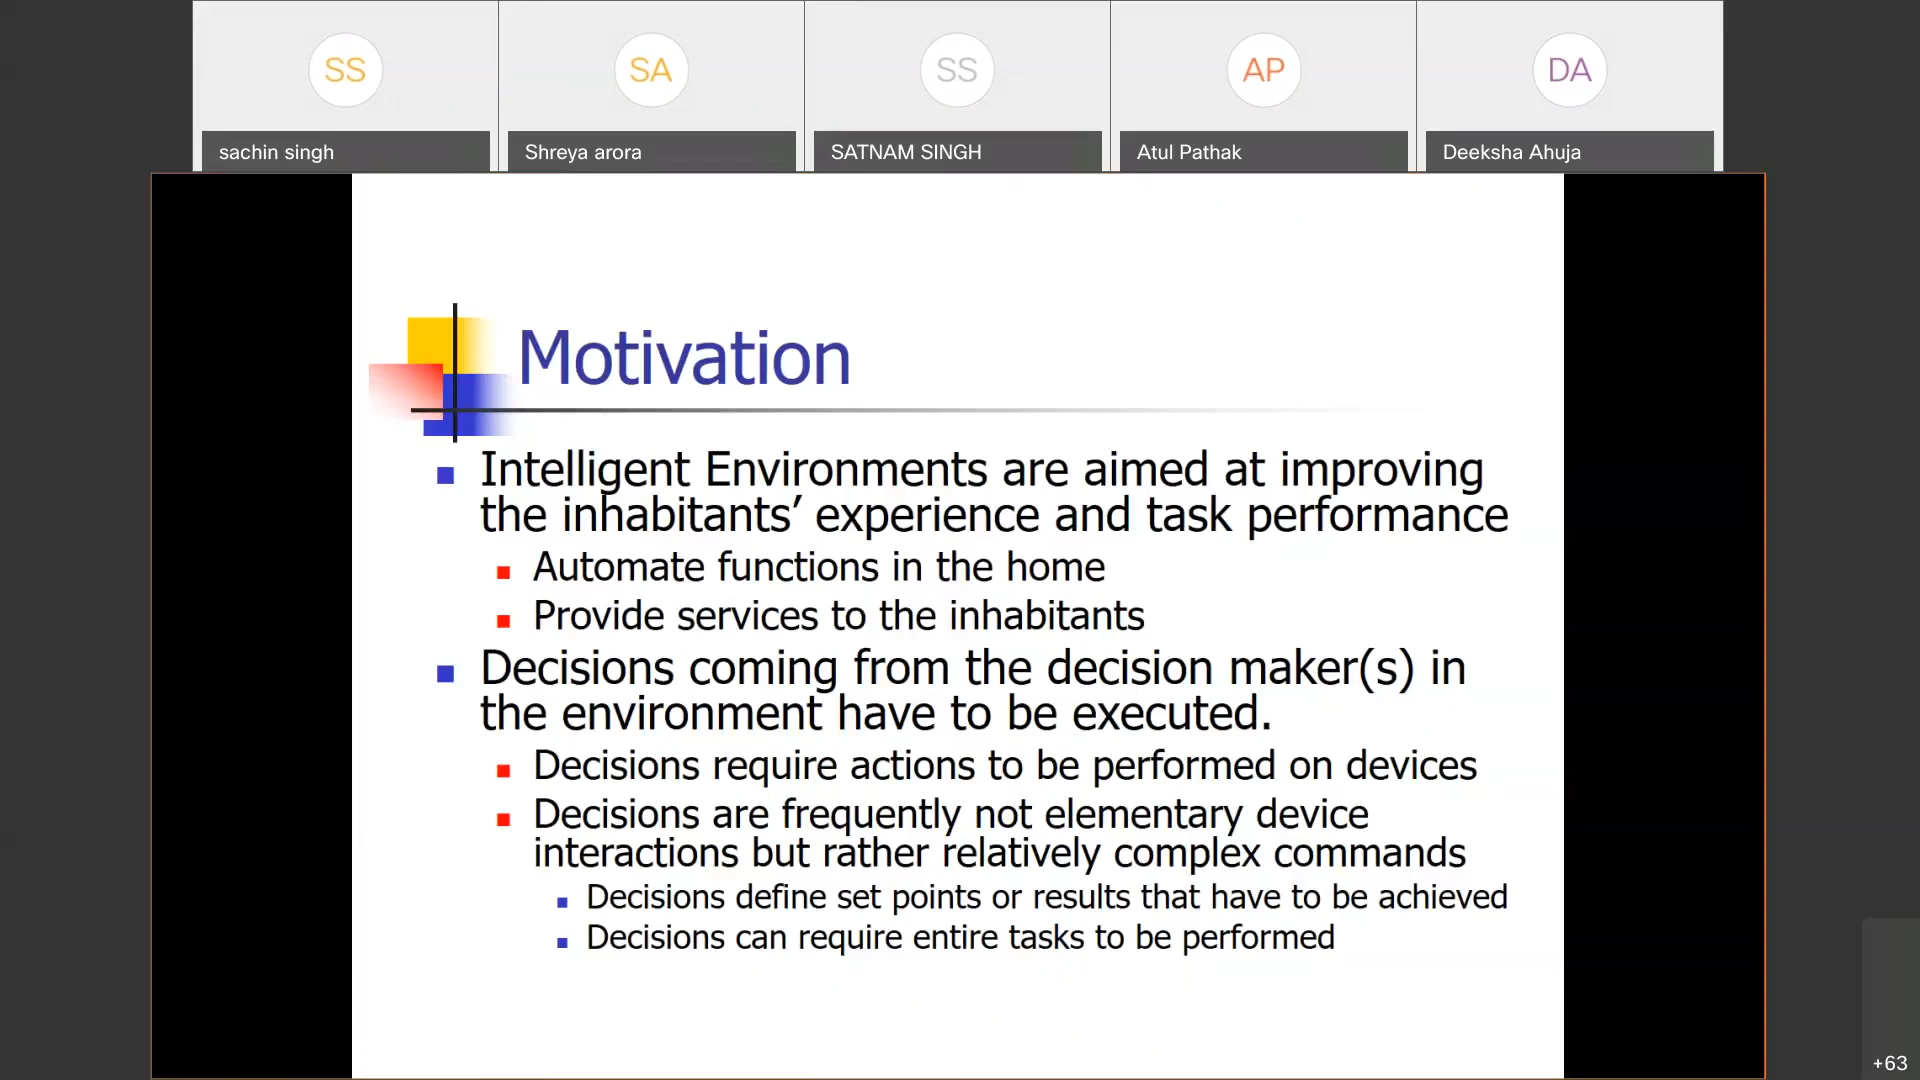 SS
SA
SS
AP
DA
sachin singh
Shreya arora
SATNAM SINGH
Atul Pathak
Deeksha Ahuja
Motivation
Intelligent Environments are aimed at improving
the inhabitants’ experience and task performance
Automate functions in the home
Provide services to the inhabitants
Decisions coming from the decision maker(s) in
the environment have to be executed.
Decisions require actions to be performed on devices
Decisions are frequently not elementary device
interactions but rather relatively complex commands
Decisions define set points or results that have to be achieved
Decisions can require entire tasks to be performed
+63